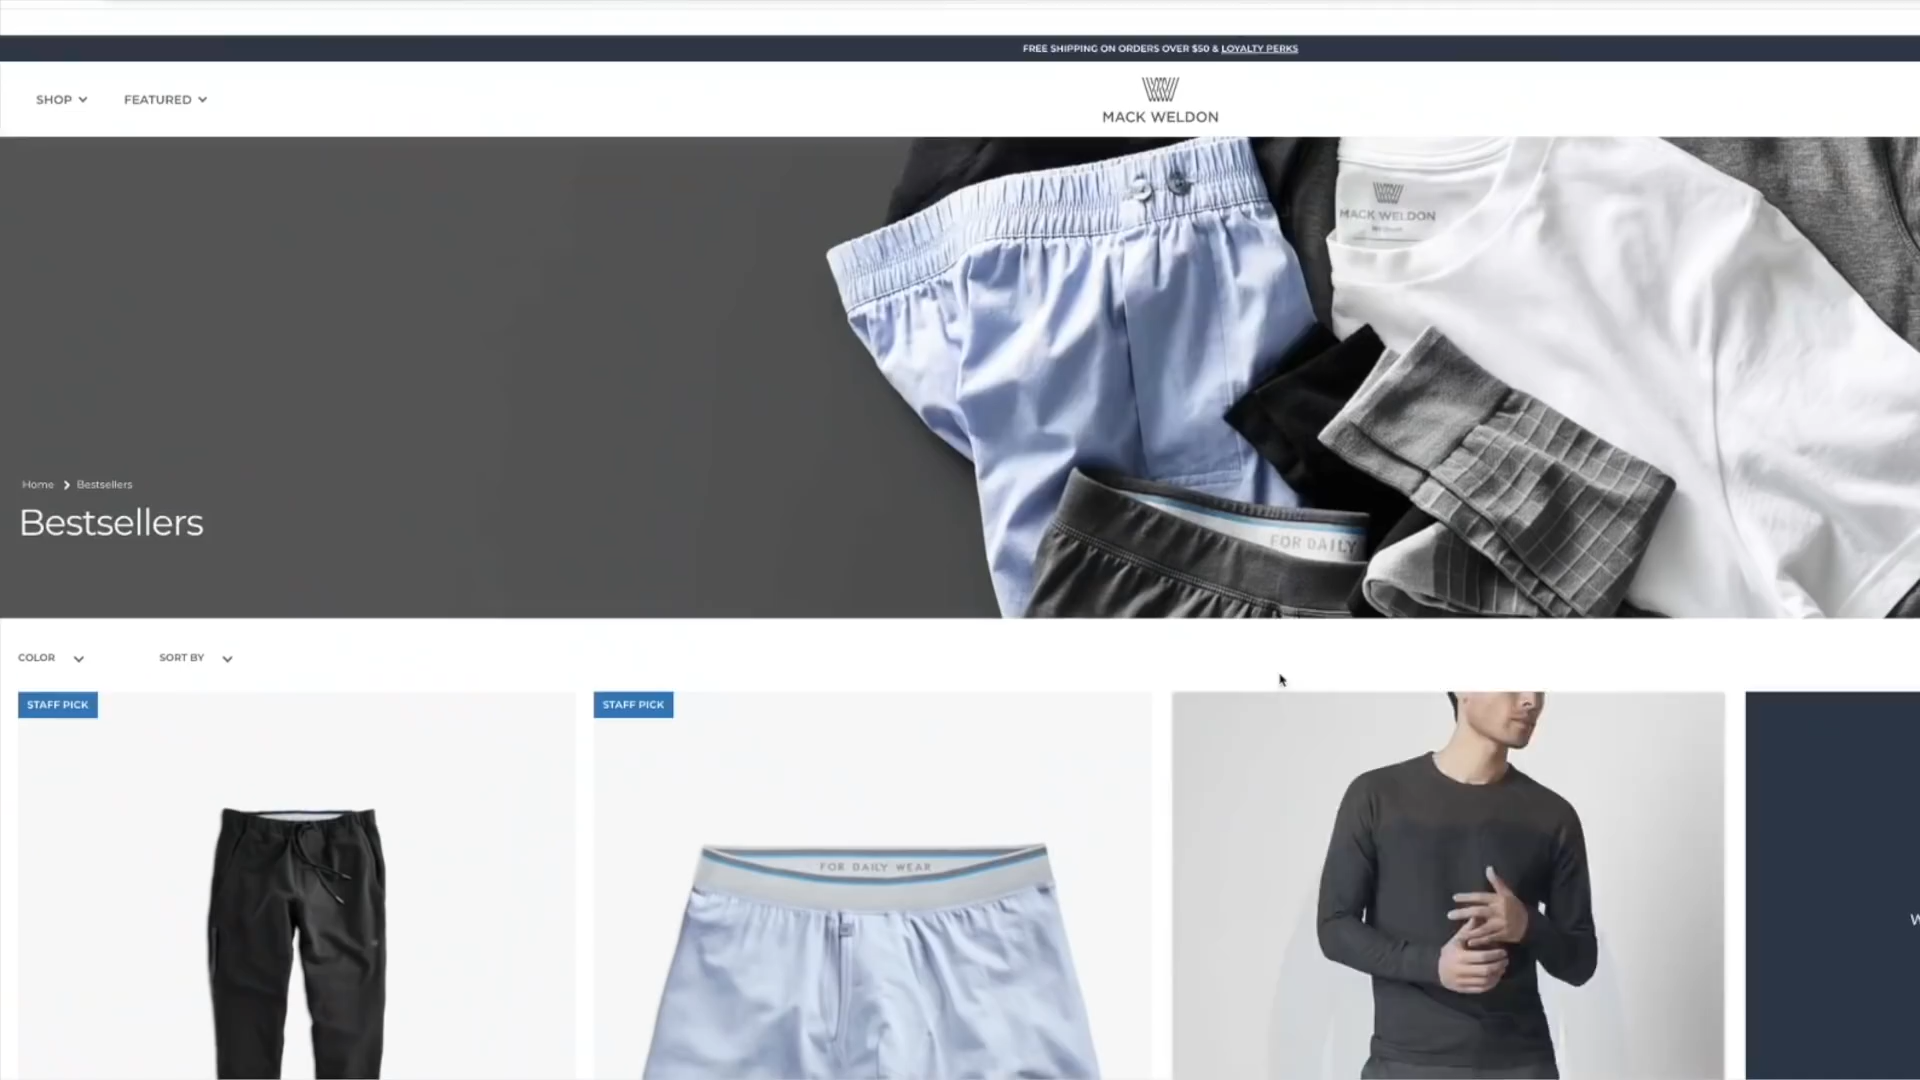 FREE SHIPPING ON ORDERS OVER $50 & LOYALTY PERKS
SHOP
FEATURED
MACK WELDON
MACK WELDON
FOR DAILY
Home > Bestsellers
Bestsellers
COLOR
SORT BY
STAFF PICK
STAFF PICK
FOR DAILY WEAR